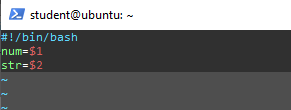 student@ubuntu: ~
#!/bin/bash
num=$1
str=$2
~
~
~